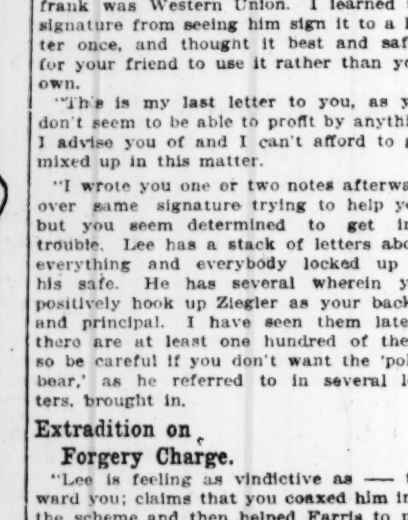 frank was Western Union. I learned
signature from seeing him sign it to a
ter once, and thought it best and saf
for your friend to use it rather than yo
own.
"This is my last letter to you, as y
don't seem to be able to profit by anythi
I advise you of and I can't afford to g
mixed up in this matter.
"I wrote you one or two notes afterwa
over same signature trying to help yo
but you seem determined to get in
trouble. Lee has a stack of letters abo
everything and everybody locked up
his safe. He has several wherein y
positively hook up Ziegler as your back
and principal. I have seen them late
there are at least one hundred of the
so be careful if you don't want the 'pol
bear,' as he referred to in several l
ters, brought in.
Extradition on
Forgery Charge.
"Lee is feeling as vindictive as — t
ward you; claims that you coaxed him in
the scheme and then helped Farris to